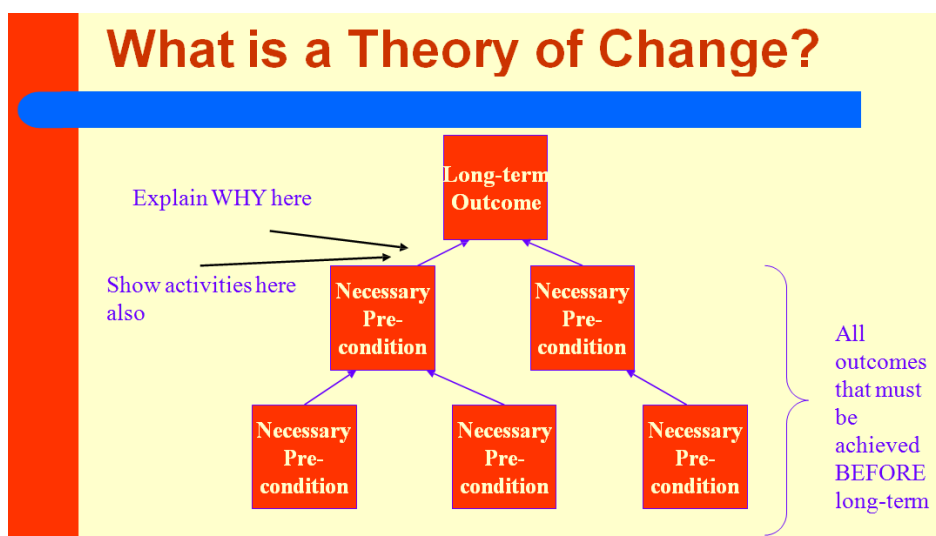 What is a Theory of Change?
Long-term
Outcome
Explain WHY here
Show activities here
also
Necessary
Pre-
condition
Necessary
Pre-
condition
Necessary
Pre-
condition
Necessary
Pre-
condition
Necessary
Pre-
condition
All
outcomes
that must
be
achieved
BEFORE
long-term